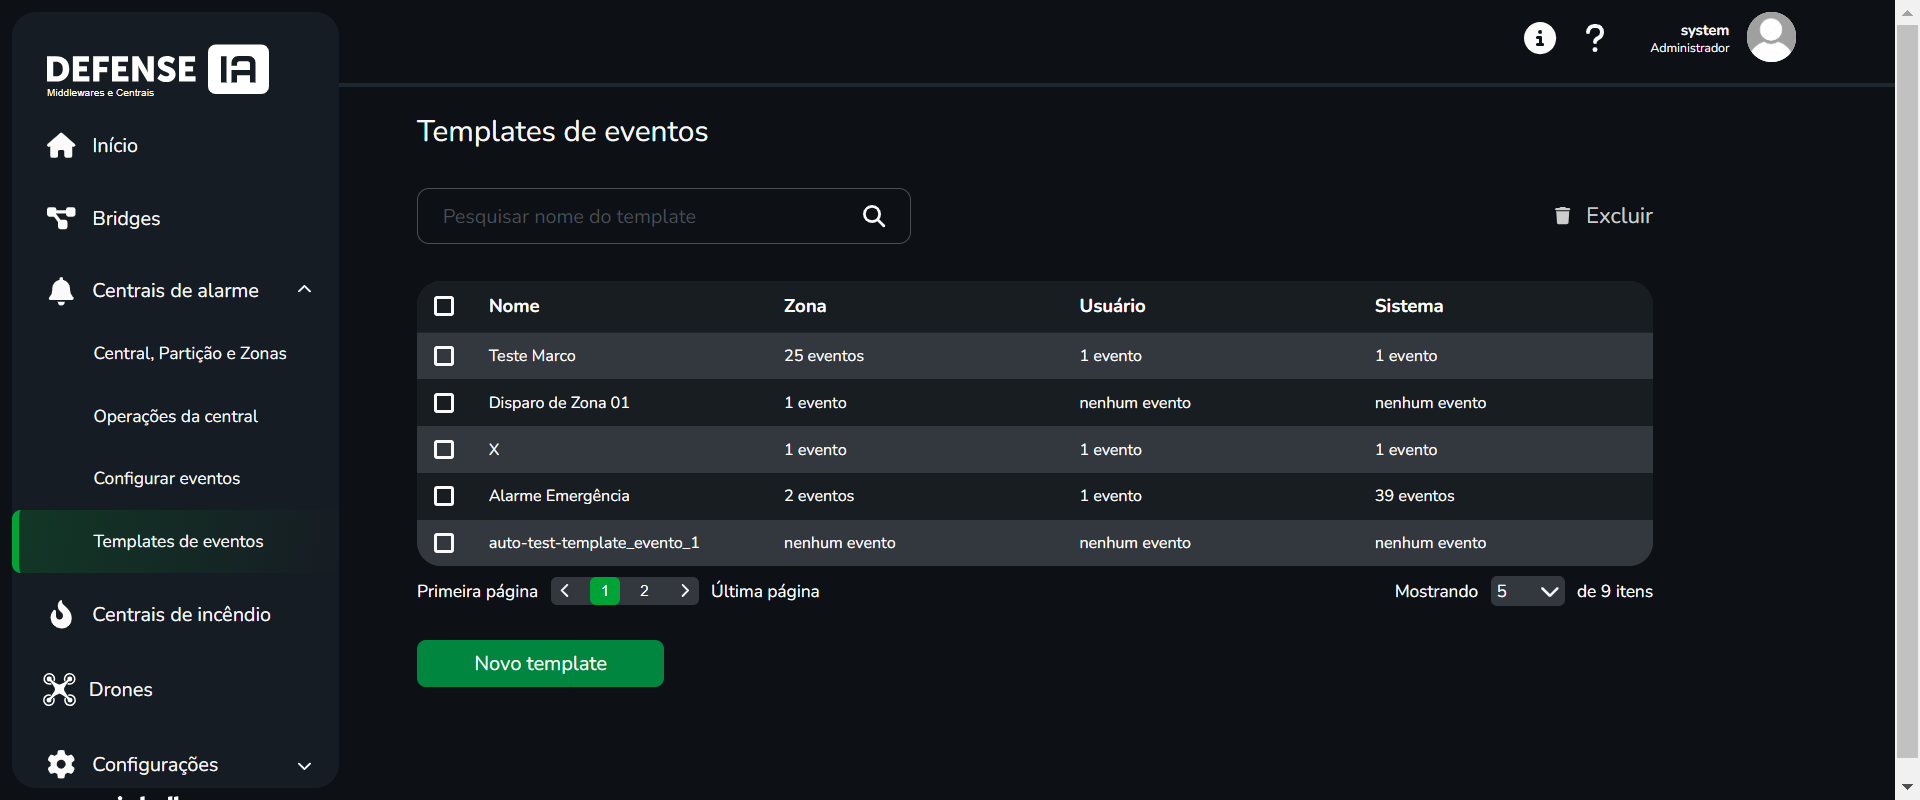 DEFENSE IA
Middlewares e Centrais
Início
Bridges
Centrais de alarme
Central, Partição e Zonas
Operações da central
Configurar eventos
Templates de eventos
Centrais de incêndio
Drones
Configurações
system
Administrador
Templates de eventos
Pesquisar nome do template
Excluir
Nome Zona Usuário Sistema
Teste Marco 25 eventos 1 evento 1 evento
Disparo de Zona 01 1 evento nenhum evento nenhum evento
X 1 evento 1 evento 1 evento
Alarme Emergência 2 eventos 1 evento 39 eventos
auto-test-template_evento_1 nenhum evento nenhum evento nenhum evento
Primeira página 1 2 Última página
Mostrando 5 de 9 itens
Novo template